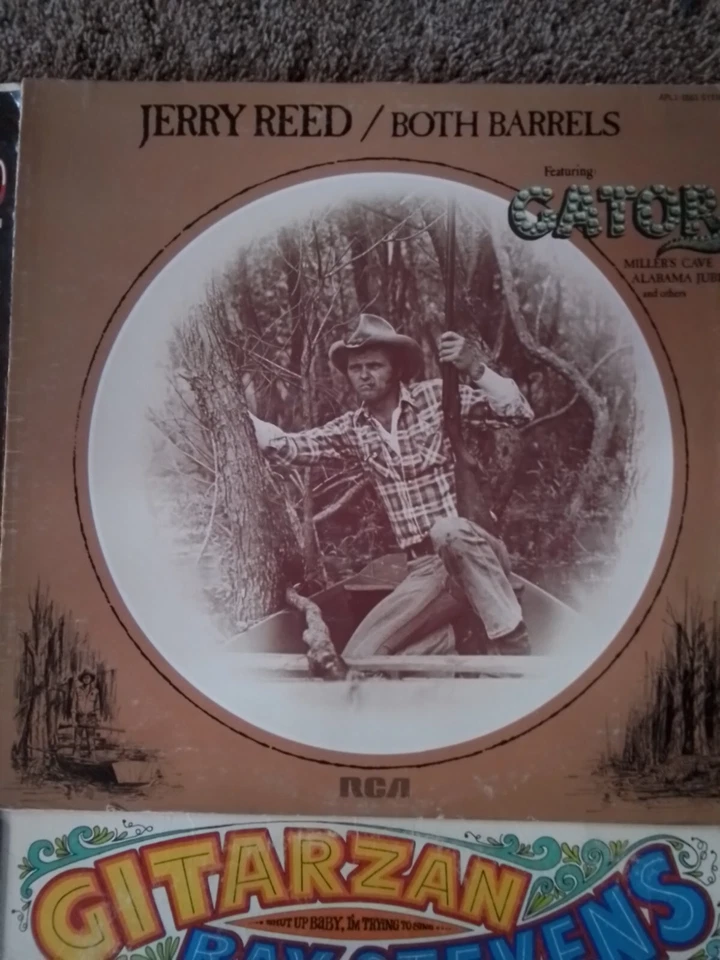 JERRY REED / BOTH BARRELS
Featuring
GATOR
MILLER'S CAVE
ALABAMA JUB
and others
RCA
GITARZAN
SHUT UP BABY, I'M TRYING TO
RAY STEVENS